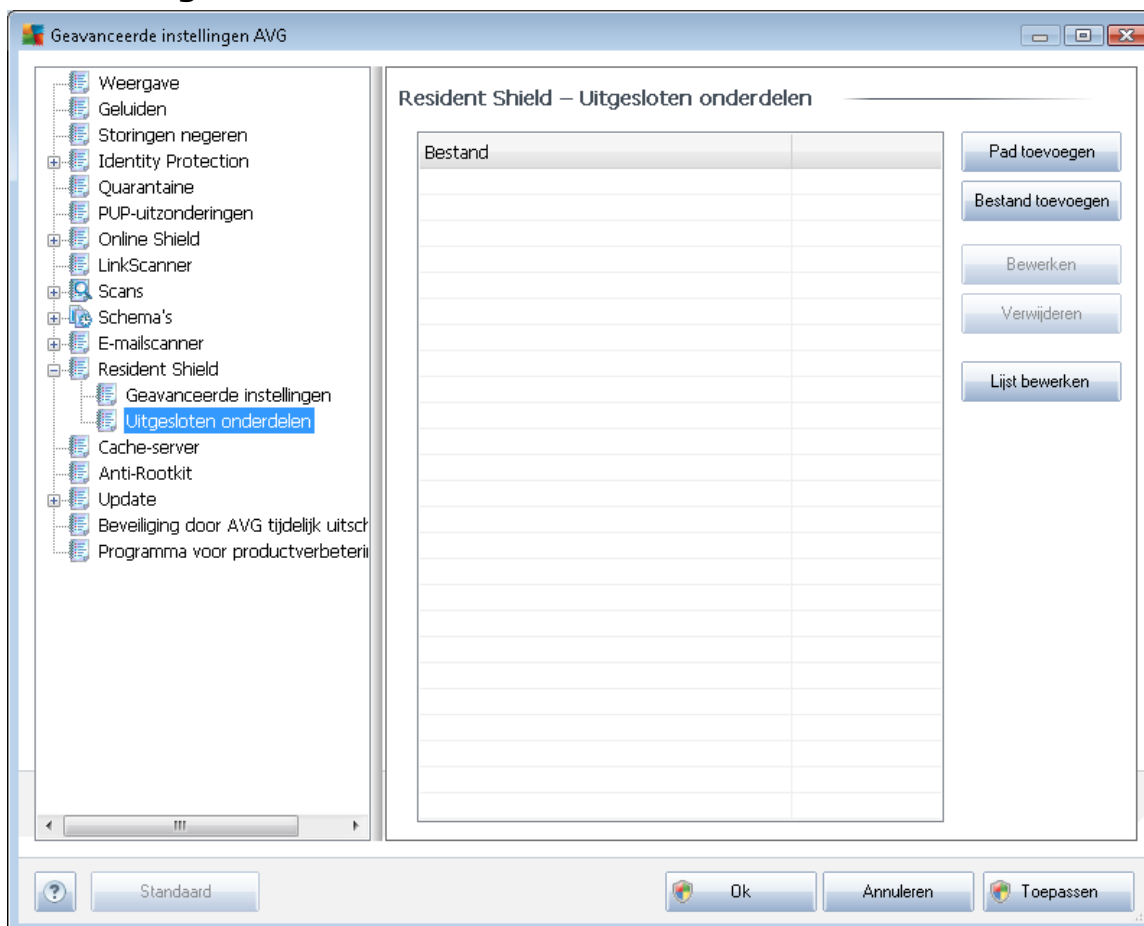 Geavanceerde instellingen AVG
Weergave
Geluiden
Storingen negeren
Identity Protection
Quarantaine
PUP-uitzonderingen
Online Shield
LinkScanner
Scans
Schema's
E-mailscanner
Resident Shield
Geavanceerde instellingen
Uitgesloten onderdelen
Cache-server
Anti-Rootkit
Update
Beveiliging door AVG tijdelijk uitsch
Programma voor productverbeterin
Resident Shield – Uitgesloten onderdelen
Bestand
Pad toevoegen
Bestand toevoegen
Bewerken
Verwijderen
Lijst bewerken
Standaard
Ok
Annuleren
Toepassen